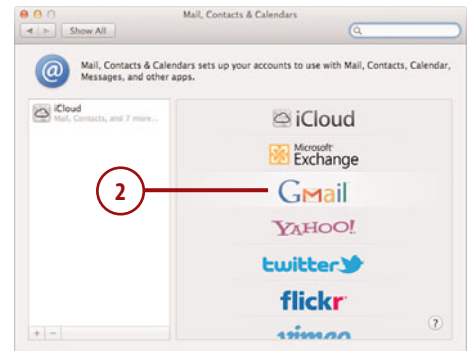 Mail, Contacts & Calendars
Show All
Mail, Contacts & Calendars sets up your accounts to use with Mail, Contacts, Calendar,
Messages, and other apps.
iCloud
Mail, Contacts, and 7 more...
iCloud
Microsoft
Exchange
2
Gmail
YAHOO!
twitter
flickr
vimeo
?
+ -